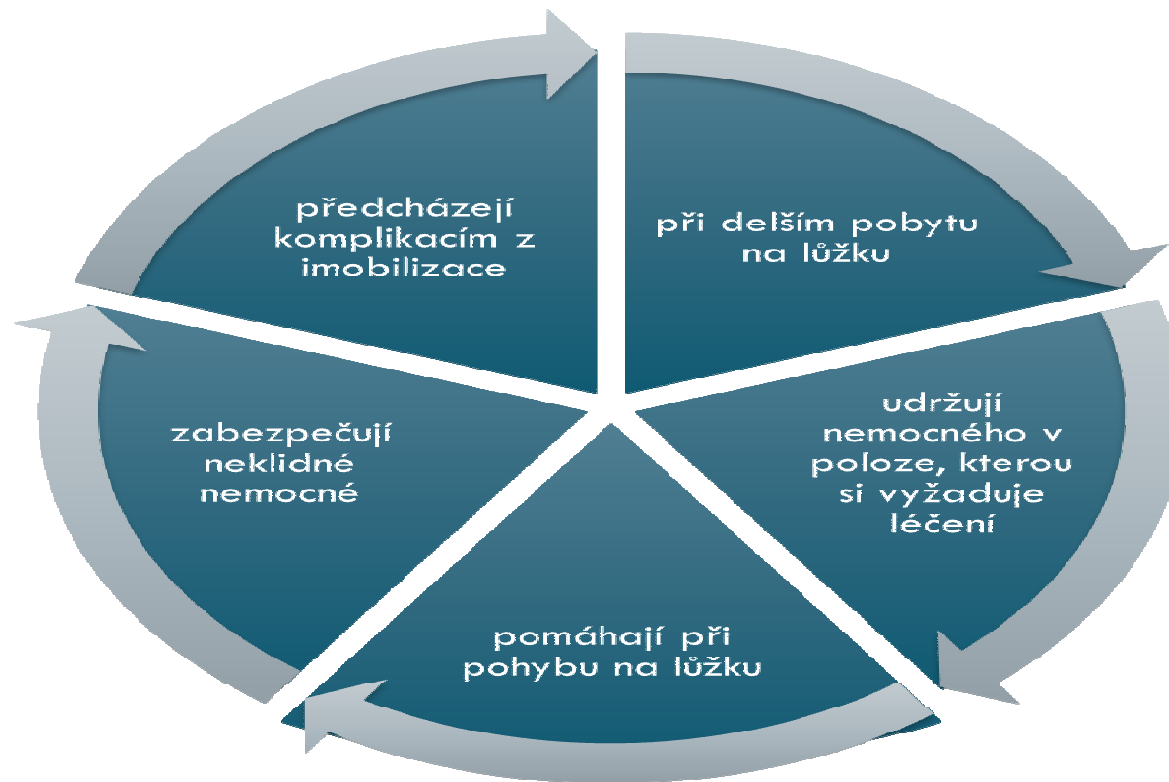 při delším pobytu
na lůžku
udržují
nemocného v
poloze, kterou
si vyžaduje
léčení
pomáhají při
pohybu na lůžku
zabezpečují
neklidné
nemocné
předcházejí
komplikacím z
imobilizace